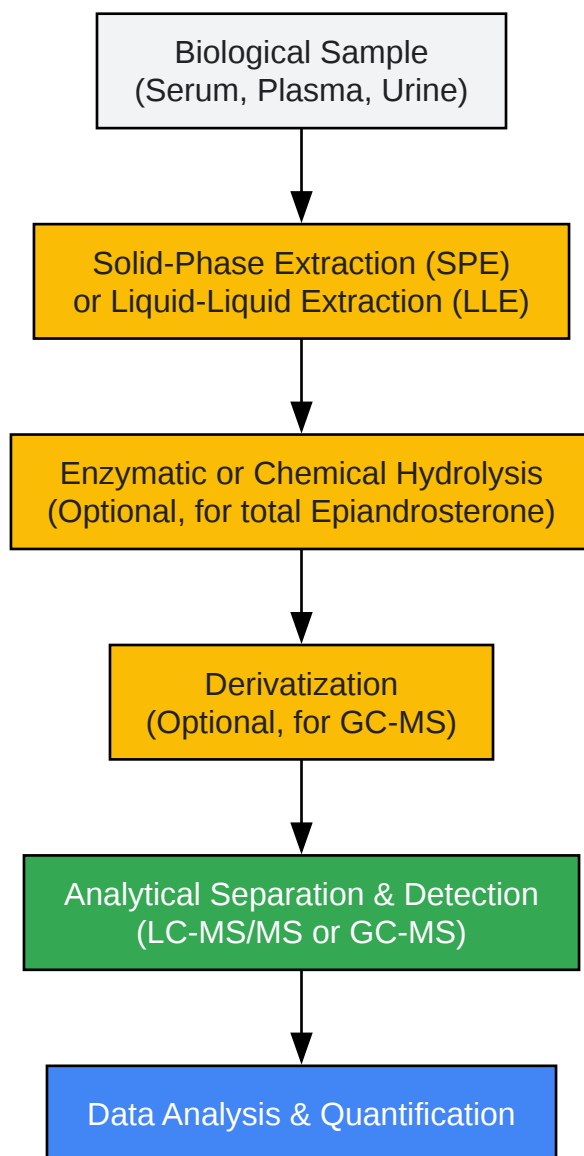 Biological Sample
(Serum, Plasma, Urine)
Solid-Phase Extraction (SPE)
or Liquid-Liquid Extraction (LLE)
Enzymatic or Chemical Hydrolysis
(Optional, for total Epiandrosterone)
Derivatization
(Optional, for GC-MS)
Analytical Separation & Detection
(LC-MS/MS or GC-MS)
Data Analysis & Quantification